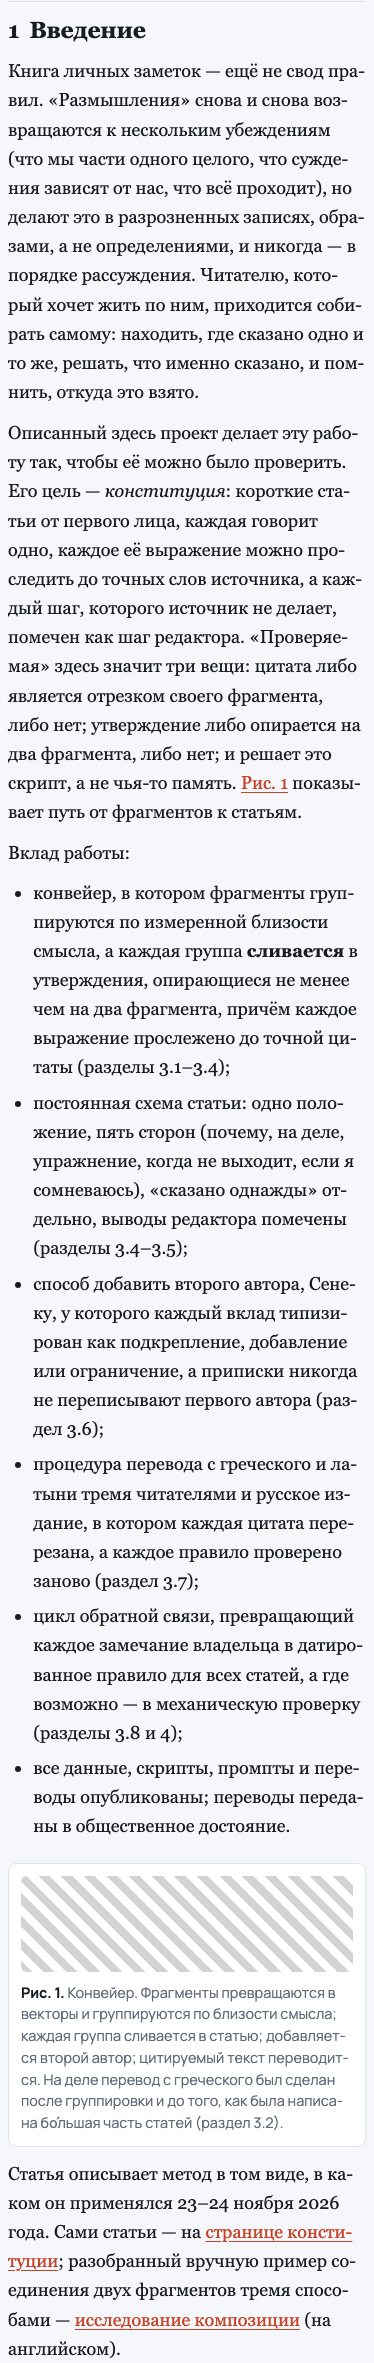 1 Введение
Книга личных заметок — ещё не свод пра-
вил. «Размышления» снова и снова воз-
вращаются к нескольким убеждениям
(что мы части одного целого, что сужде-
ния зависят от нас, что всё проходит), но
делают это в разрозненных записях, обра-
зами, а не определениями, и никогда — в
порядке рассуждения. Читателю, кото-
рый хочет жить по ним, приходится соби-
рать самому: находить, где сказано одно и
то же, решать, что именно сказано, и пом-
нить, откуда это взято.
Описанный здесь проект делает эту рабо-
ту так, чтобы её можно было проверить.
Его цель — конституция: короткие ста-
тьи от первого лица, каждая говорит
одно, каждое её выражение можно про-
следить до точных слов источника, а каж-
дый шаг, которого источник не делает,
помечен как шаг редактора. «Проверяе-
мая» здесь значит три вещи: цитата либо
является отрезком своего фрагмента,
либо нет; утверждение либо опирается на
два фрагмента, либо нет; и решает это
скрипт, а не чья-то память. Рис. 1 показы-
вает путь от фрагментов к статьям.
Вклад работы:
• конвейер, в котором фрагменты груп-
пируются по измеренной близости
смысла, а каждая группа сливается в
утверждения, опирающиеся не менее
чем на два фрагмента, причём каждое
выражение прослежено до точной ци-
таты (разделы 3.1–3.4);
• постоянная схема статьи: одно поло-
жение, пять сторон (почему, на деле,
упражнение, когда не выходит, если я
сомневаюсь), «сказано однажды» от-
дельно, выводы редактора помечены
(разделы 3.4–3.5);
• способ добавить второго автора, Сене-
ку, у которого каждый вклад типизи-
рован как подкрепление, добавление
или ограничение, а приписки никогда
не переписывают первого автора (раз-
дел 3.6);
• процедура перевода с греческого и ла-
тыни тремя читателями и русское из-
дание, в котором каждая цитата пере-
резана, а каждое правило проверено
заново (раздел 3.7);
• цикл обратной связи, превращающий
каждое замечание владельца в датиро-
ванное правило для всех статей, а где
возможно — в механическую проверку
(разделы 3.8 и 4);
• все данные, скрипты, промпты и пере-
воды опубликованы; переводы переда-
ны в общественное достояние.
Рис. 1. Конвейер. Фрагменты превращаются в
векторы и группируются по близости смысла;
каждая группа сливается в статью; добавляет-
ся второй автор; цитируемый текст переводит-
ся. На деле перевод с греческого был сделан
после группировки и до того, как была написа-
на бо́льшая часть статей (раздел 3.2).
Статья описывает метод в том виде, в ка-
ком он применялся 23–24 ноября 2026
года. Сами статьи — на странице консти-
туции; разобранный вручную пример со-
единения двух фрагментов тремя спосо-
бами — исследование композиции (на
английском).